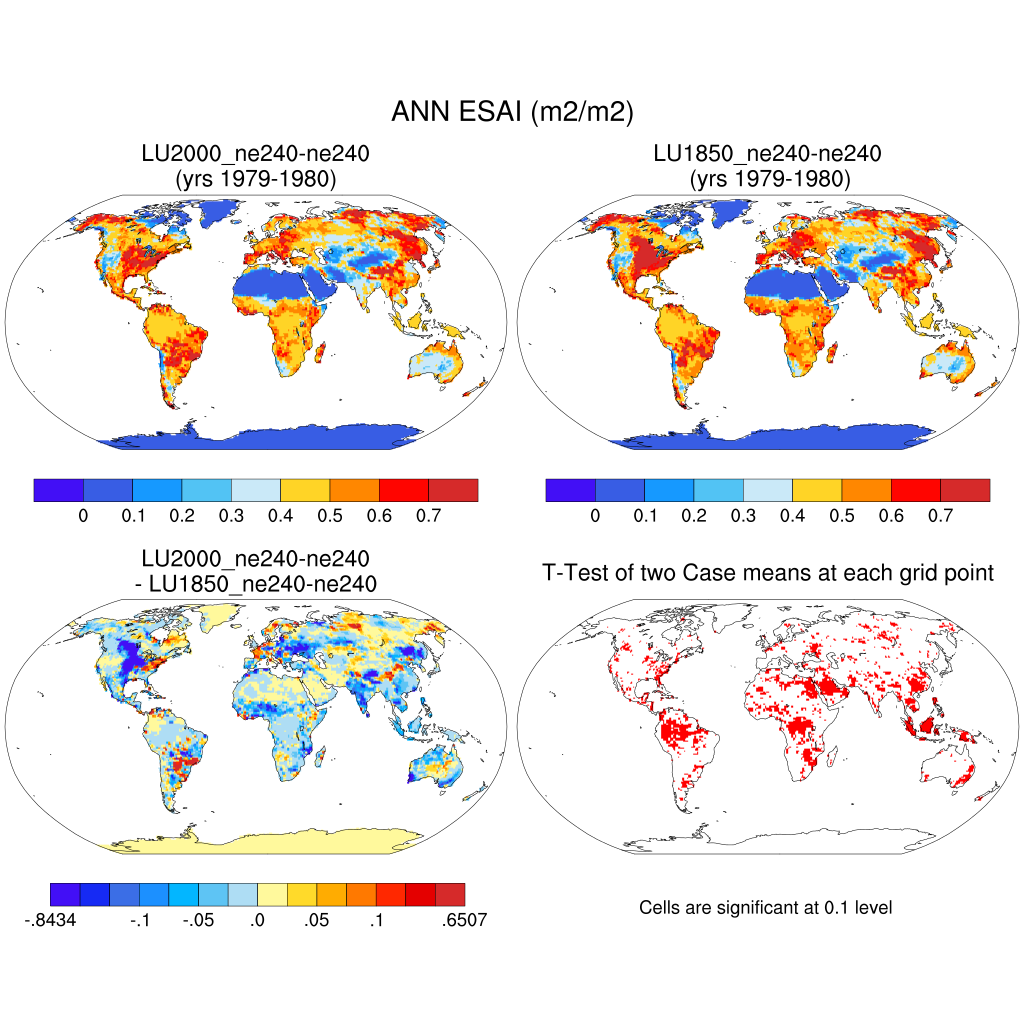 ANN ESAI (m2/m2)
LU2000_ne240-ne240
(yrs 1979-1980)
LU1850_ne240-ne240
(yrs 1979-1980)
0 0.1 0.2 0.3 0.4 0.5 0.6 0.7
0 0.1 0.2 0.3 0.4 0.5 0.6 0.7
LU2000_ne240-ne240
- LU1850_ne240-ne240
T-Test of two Case means at each grid point
-.8434 -.1 -.05 .0 .05 .1 .6507
Cells are significant at 0.1 level